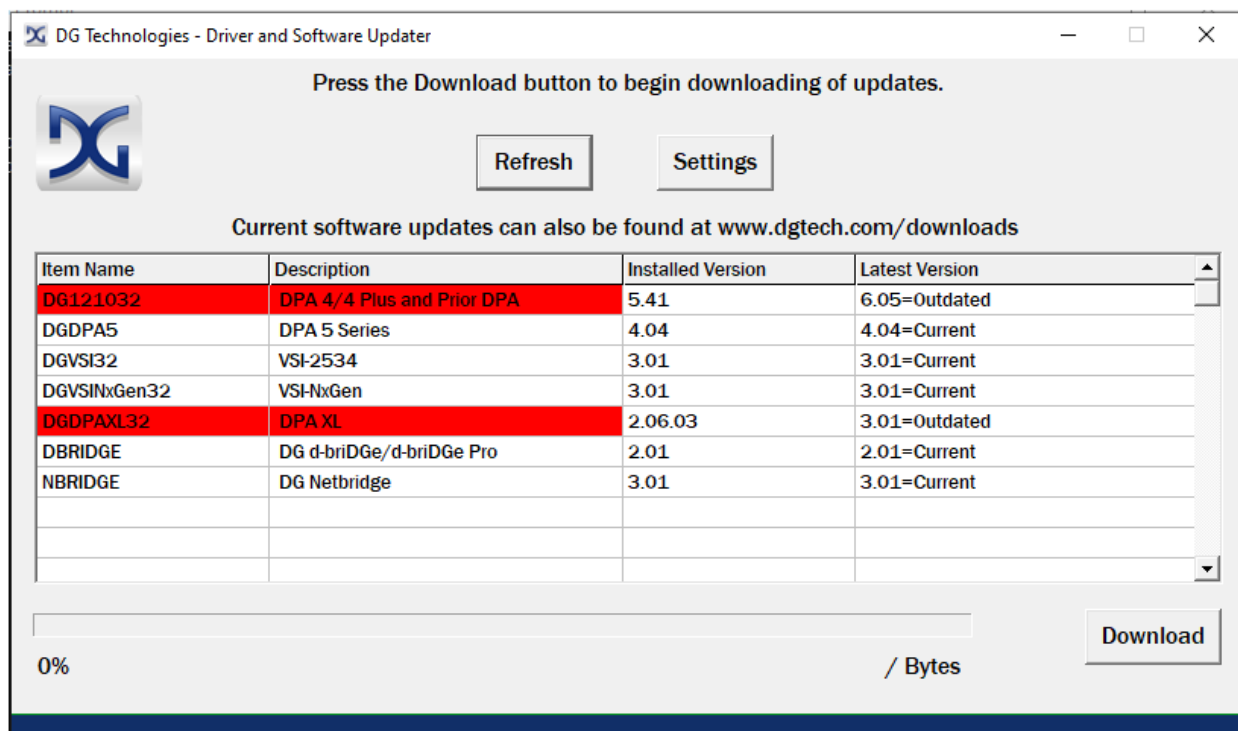 DG Technologies - Driver and Software Updater
Press the Download button to begin downloading of updates.
DG
Refresh Settings
Current software updates can also be found at www.dgtech.com/downloads
Item Name Description Installed Version Latest Version
DG121032 DPA 4/4 Plus and Prior DPA 5.41 6.05=Outdated
DGDPA5 DPA 5 Series 4.04 4.04=Current
DGVSI32 VSI-2534 3.01 3.01=Current
DGVSINxGen32 VSI-NxGen 3.01 3.01=Current
DGDPAXL32 DPA XL 2.06.03 3.01=Outdated
DBRIDGE DG d-briDGe/d-briDGe Pro 2.01 2.01=Current
NBRIDGE DG Netbridge 3.01 3.01=Current
Download
0% / Bytes